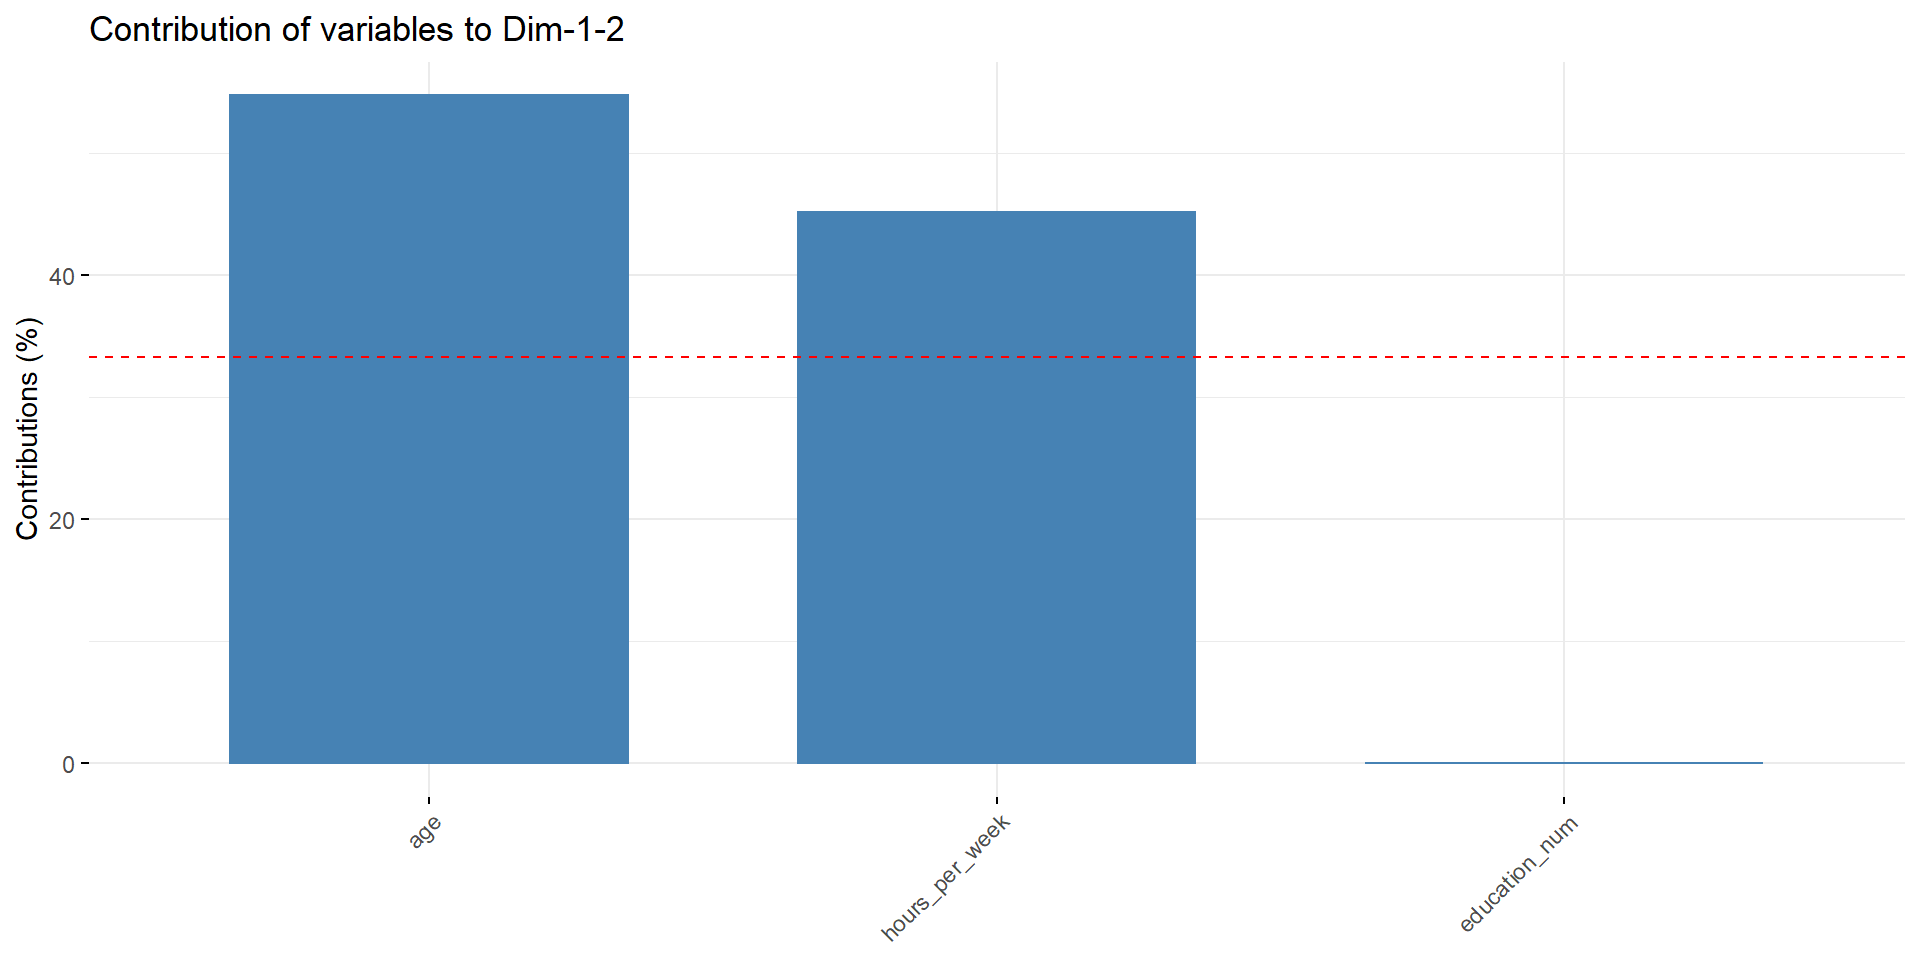 Contribution of variables to Dim-1-2
Contributions (%)
40
20
0
age
hours_per_week
education_num